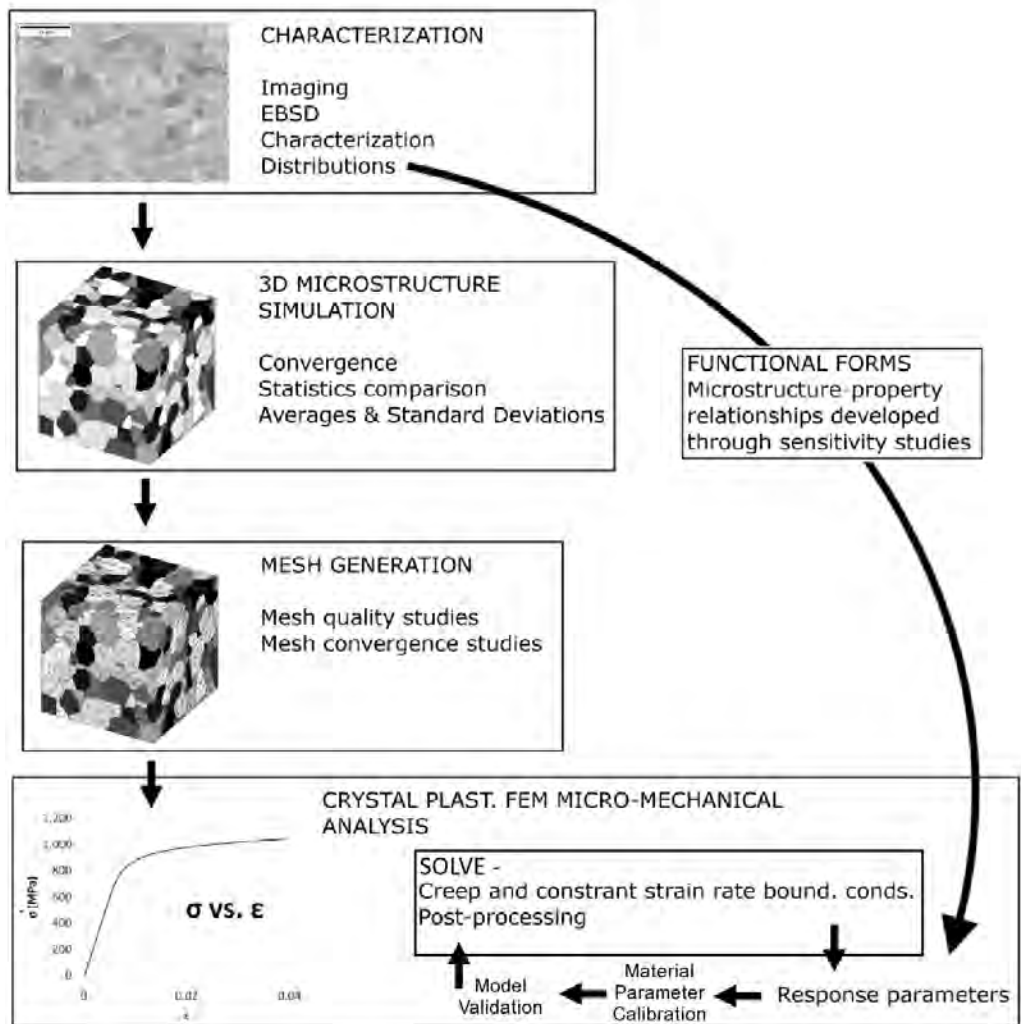 CHARACTERIZATION
Imaging
EBSD
Characterization
Distributions
3D MICROSTRUCTURE
SIMULATION
Convergence
Statistics comparison
Averages & Standard Deviations
FUNCTIONAL FORMS
Microstructure-property
relationships developed
through sensitivity studies
MESH GENERATION
Mesh quality studies
Mesh convergence studies
CRYSTAL PLAST. FEM MICRO-MECHANICAL
ANALYSIS
1,200
1,000
800
600
400
200
0
σ [MPa]
σ vs. ε
0 0.02 0.04
SOLVE -
Creep and constrant strain rate bound. conds.
Post-processing
Model
Validation
Material
Parameter
Calibration
Response parameters